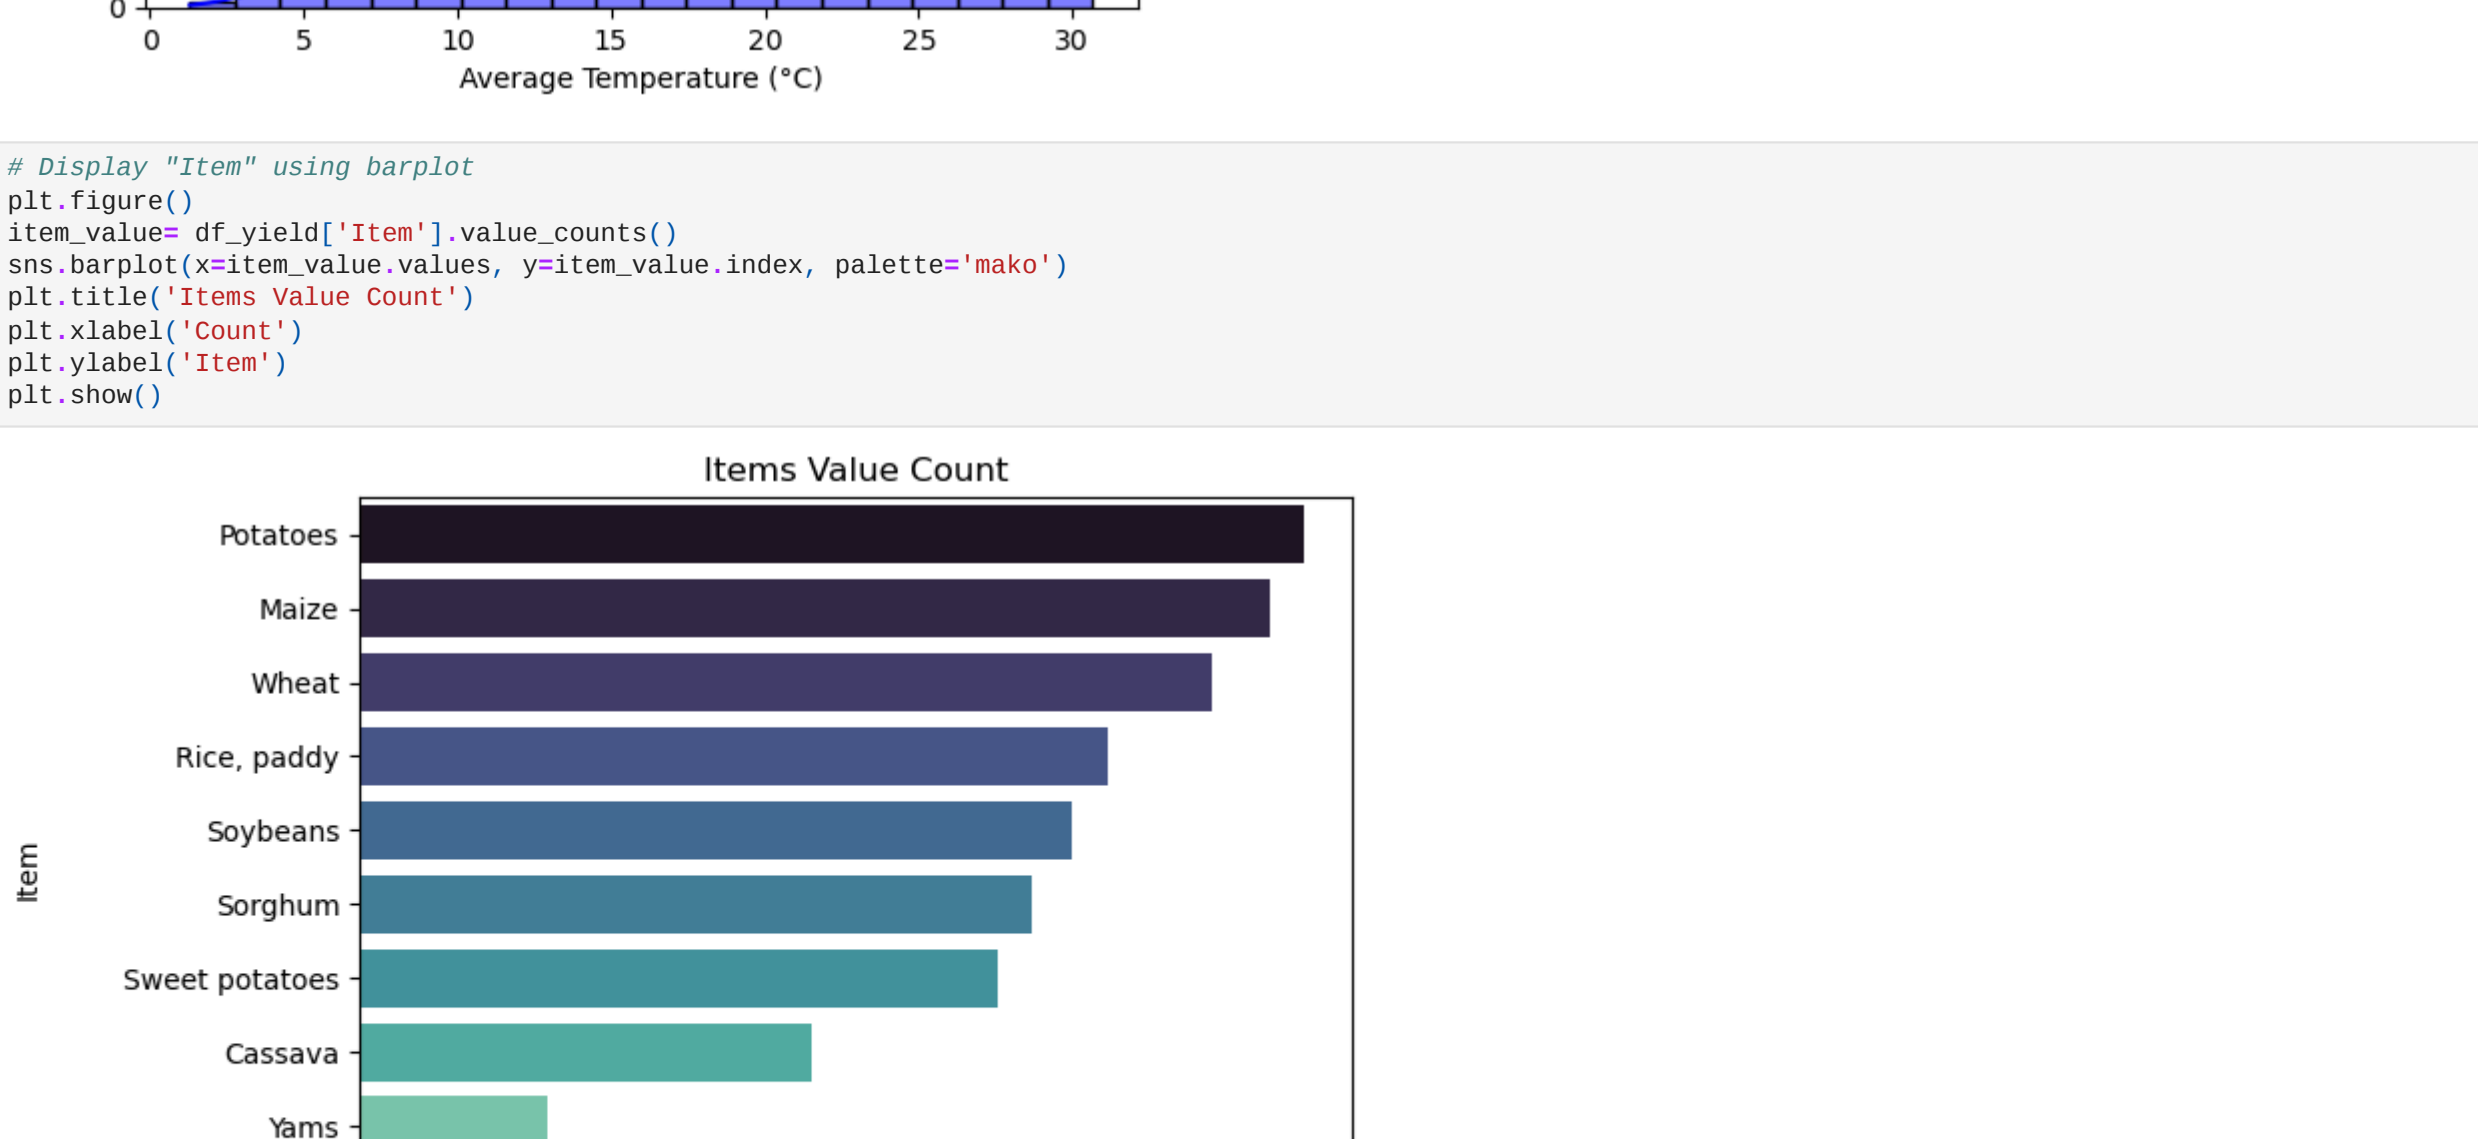 0
0 5 10 15 20 25 30
Average Temperature (°C)
# Display "Item" using barplot
plt.figure()
item_value= df_yield['Item'].value_counts()
sns.barplot(x=item_value.values, y=item_value.index, palette='mako')
plt.title('Items Value Count')
plt.xlabel('Count')
plt.ylabel('Item')
plt.show()
Items Value Count
Potatoes
Maize
Wheat
Rice, paddy
Soybeans
Item
Sorghum
Sweet potatoes
Cassava
Yams